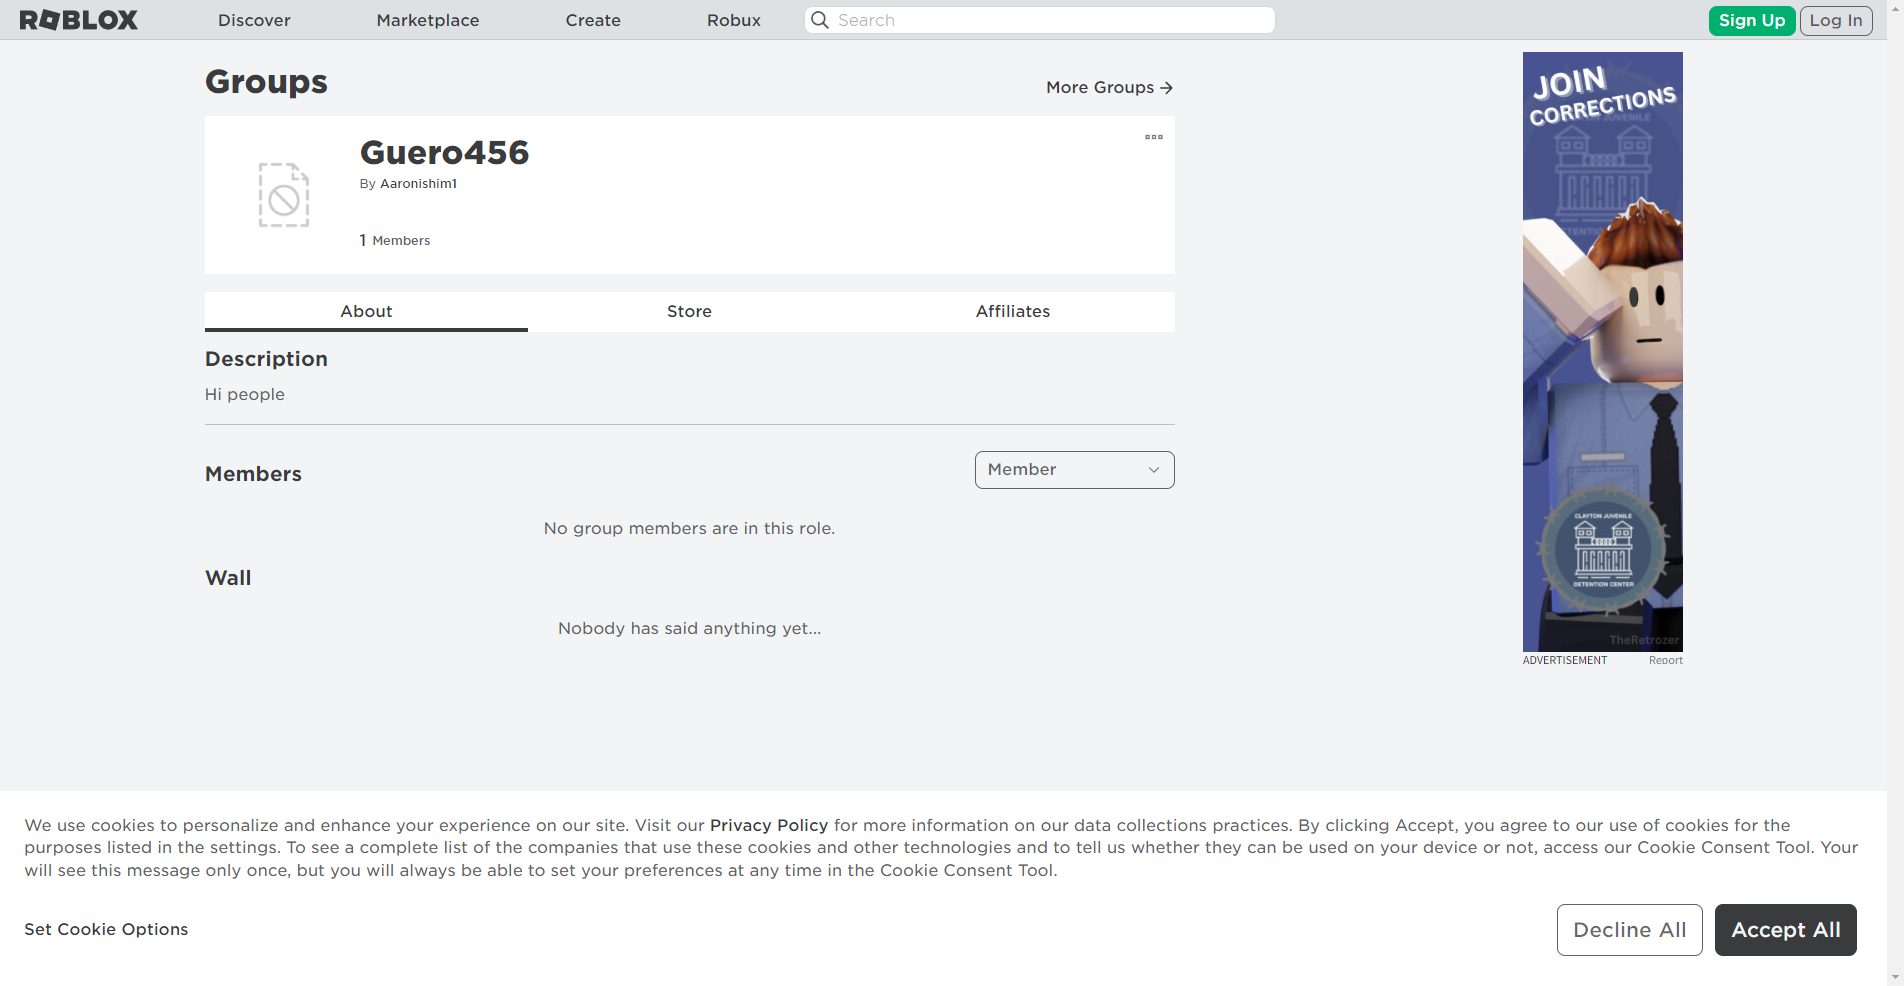 ROBLOX
Discover
Marketplace
Create
Robux
Search
Sign Up
Log In
Groups
More Groups
Guero456
By Aaronishim1
1 Members
About
Store
Affiliates
Description
Hi people
Members
Member
No group members are in this role.
Wall
Nobody has said anything yet...
JOIN
CORRECTIONS
CLAYTON JUVENILE
DETENTION CENTER
TheRetrozer
ADVERTISEMENT
Report
We use cookies to personalize and enhance your experience on our site. Visit our Privacy Policy for more information on our data collections practices. By clicking Accept, you agree to our use of cookies for the
purposes listed in the settings. To see a complete list of the companies that use these cookies and other technologies and to tell us whether they can be used on your device or not, access our Cookie Consent Tool. Your
will see this message only once, but you will always be able to set your preferences at any time in the Cookie Consent Tool.
Set Cookie Options
Decline All
Accept All